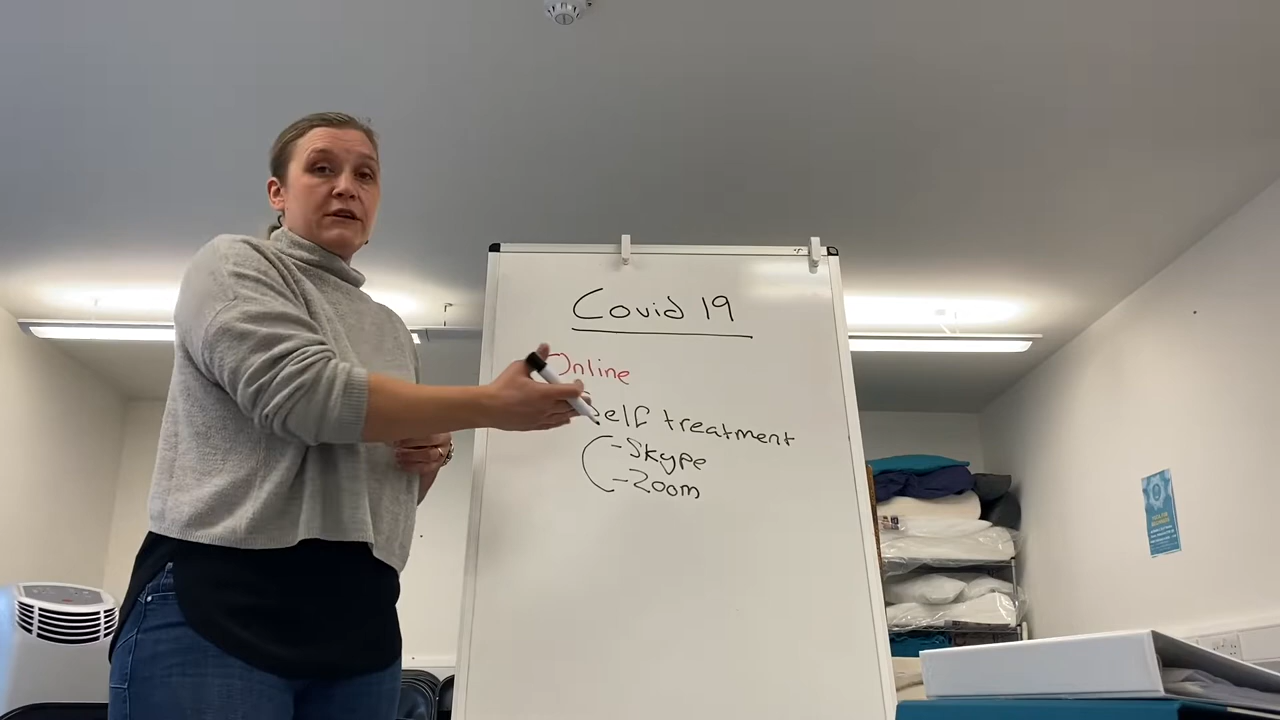 Covid 19
Online
Self treatment
- Skype
- Zoom